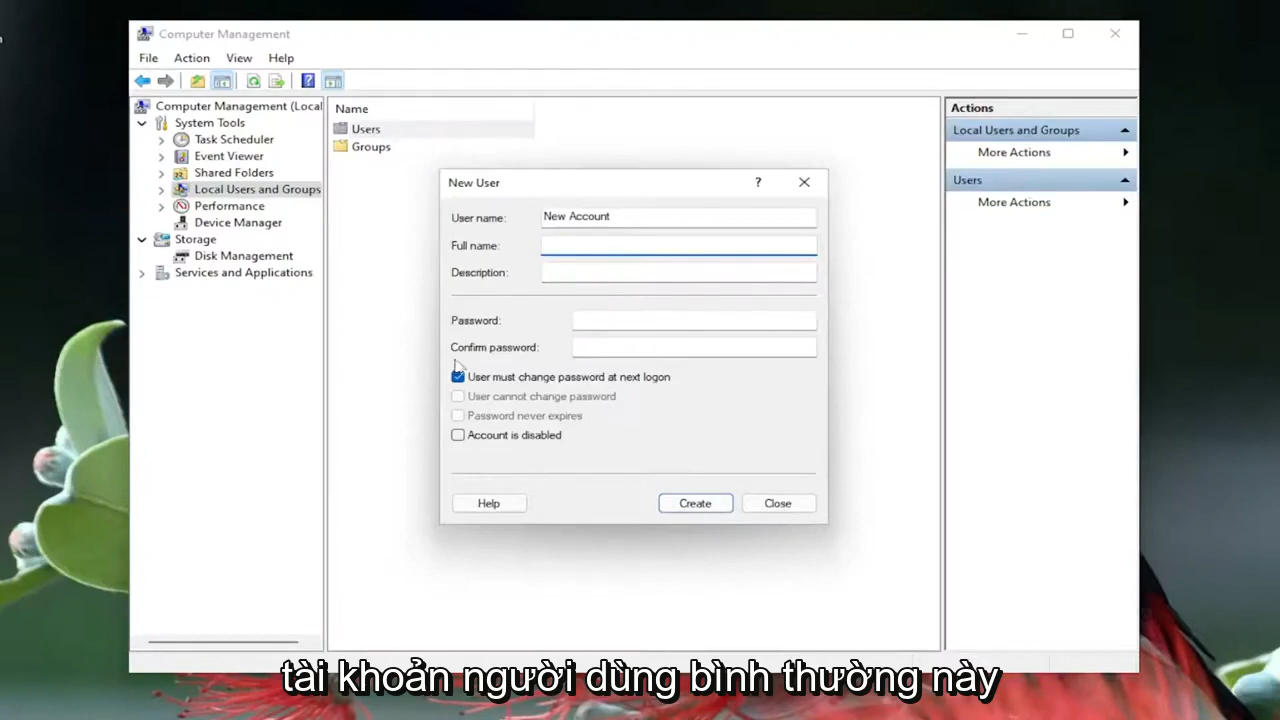 Computer Management
File Action View Help
Computer Management (Local
System Tools
Task Scheduler
Event Viewer
Shared Folders
Local Users and Groups
Performance
Device Manager
Storage
Disk Management
Services and Applications
Name
Users
Groups
New User
?
User name: New Account
Full name:
Description:
Password:
Confirm password:
User must change password at next logon
User cannot change password
Password never expires
Account is disabled
Help Create Close
Actions
Local Users and Groups
More Actions
Users
More Actions
tài khoản người dùng bình thường này